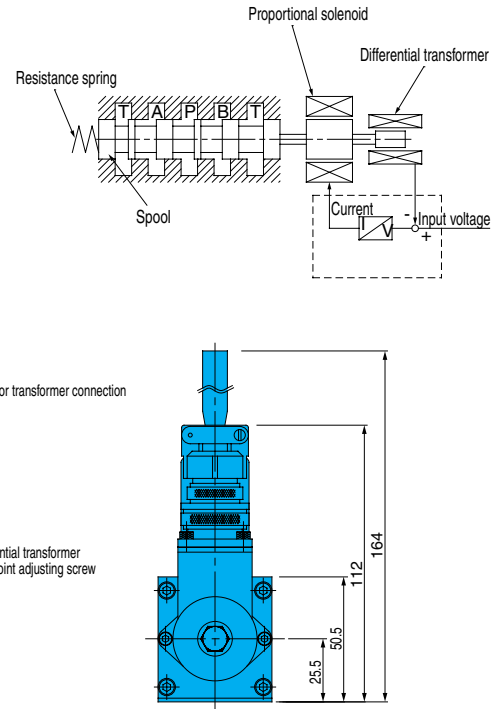 Proportional solenoid
Differential transformer
Resistance spring
T A P B T
Spool
Current
I
V
-
+
Input voltage
or transformer connection
ntial transformer
oint adjusting screw
164
112
50.5
25.5